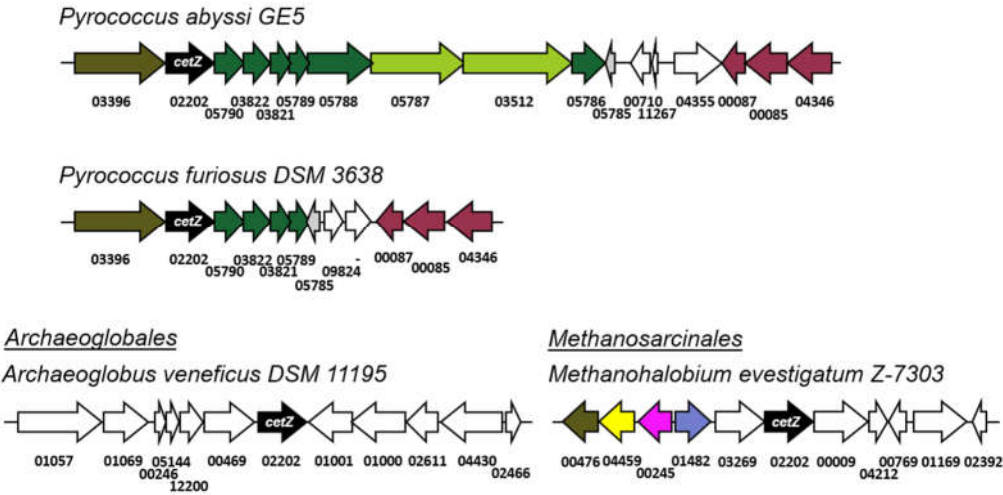 Pyrococcus abyssi GE5
cetZ
03396 02202 03822 05789 05788 05787 03512 05786 00710 04355 00087 04346
05790 03821 05785 11267 00085
Pyrococcus furiosus DSM 3638
cetZ
03396 02202 03822 05789 - 00087 04346
05790 03821 09824 00085
05785
Archaeoglobales
Archaeoglobus veneficus DSM 11195
cetZ
01057 01069 05144 00469 02202 01001 01000 02611 04430
00246 02466
12200
Methanosarcinales
Methanohalobium evestigatum Z-7303
cetZ
00476 04459 01482 03269 02202 00009 00769 01169 02392
00245 04212